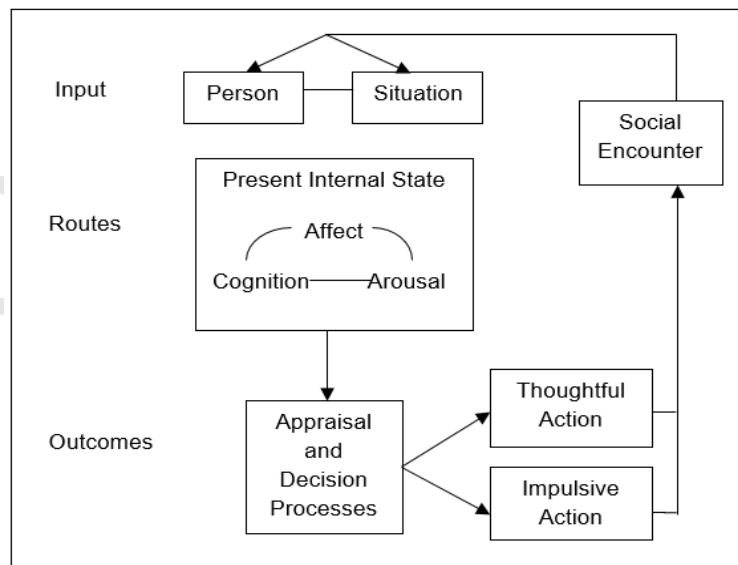 Input
Person
Situation
Social
Encounter
Routes
Present Internal State
Affect
Cognition
Arousal
Outcomes
Appraisal
and
Decision
Processes
Thoughtful
Action
Impulsive
Action